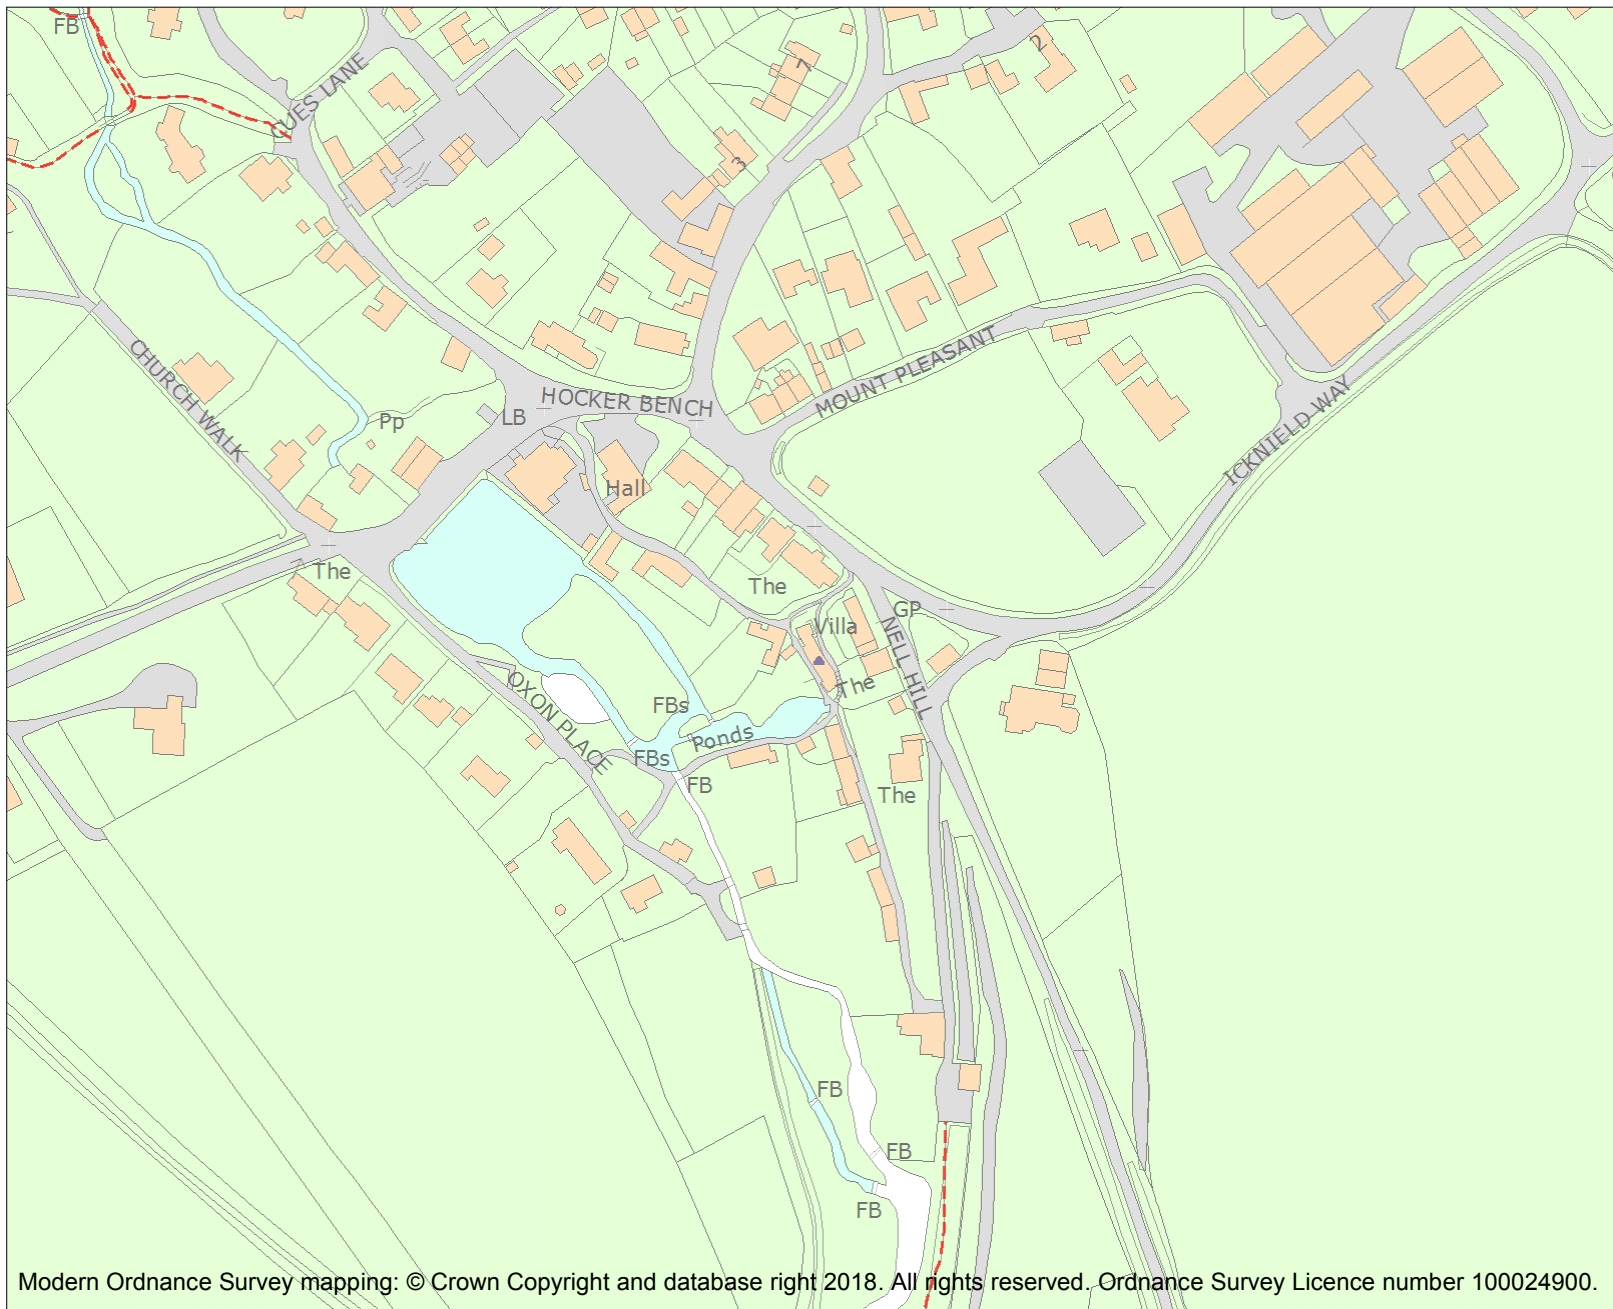 FB
CUES LANE
2
7
3
CHURCH WALK
HOCKER BENCH
MOUNT PLEASANT
ICKNIELD WAY
LB
Pp
Hall
The
The
Villa
GP
NELL HILL
The
OXON PLACE
FBs
Ponds
FBs
FB
The
FB
FB
FB
Modern Ordnance Survey mapping: © Crown Copyright and database right 2018. All rights reserved. Ordnance Survey Licence number 100024900.